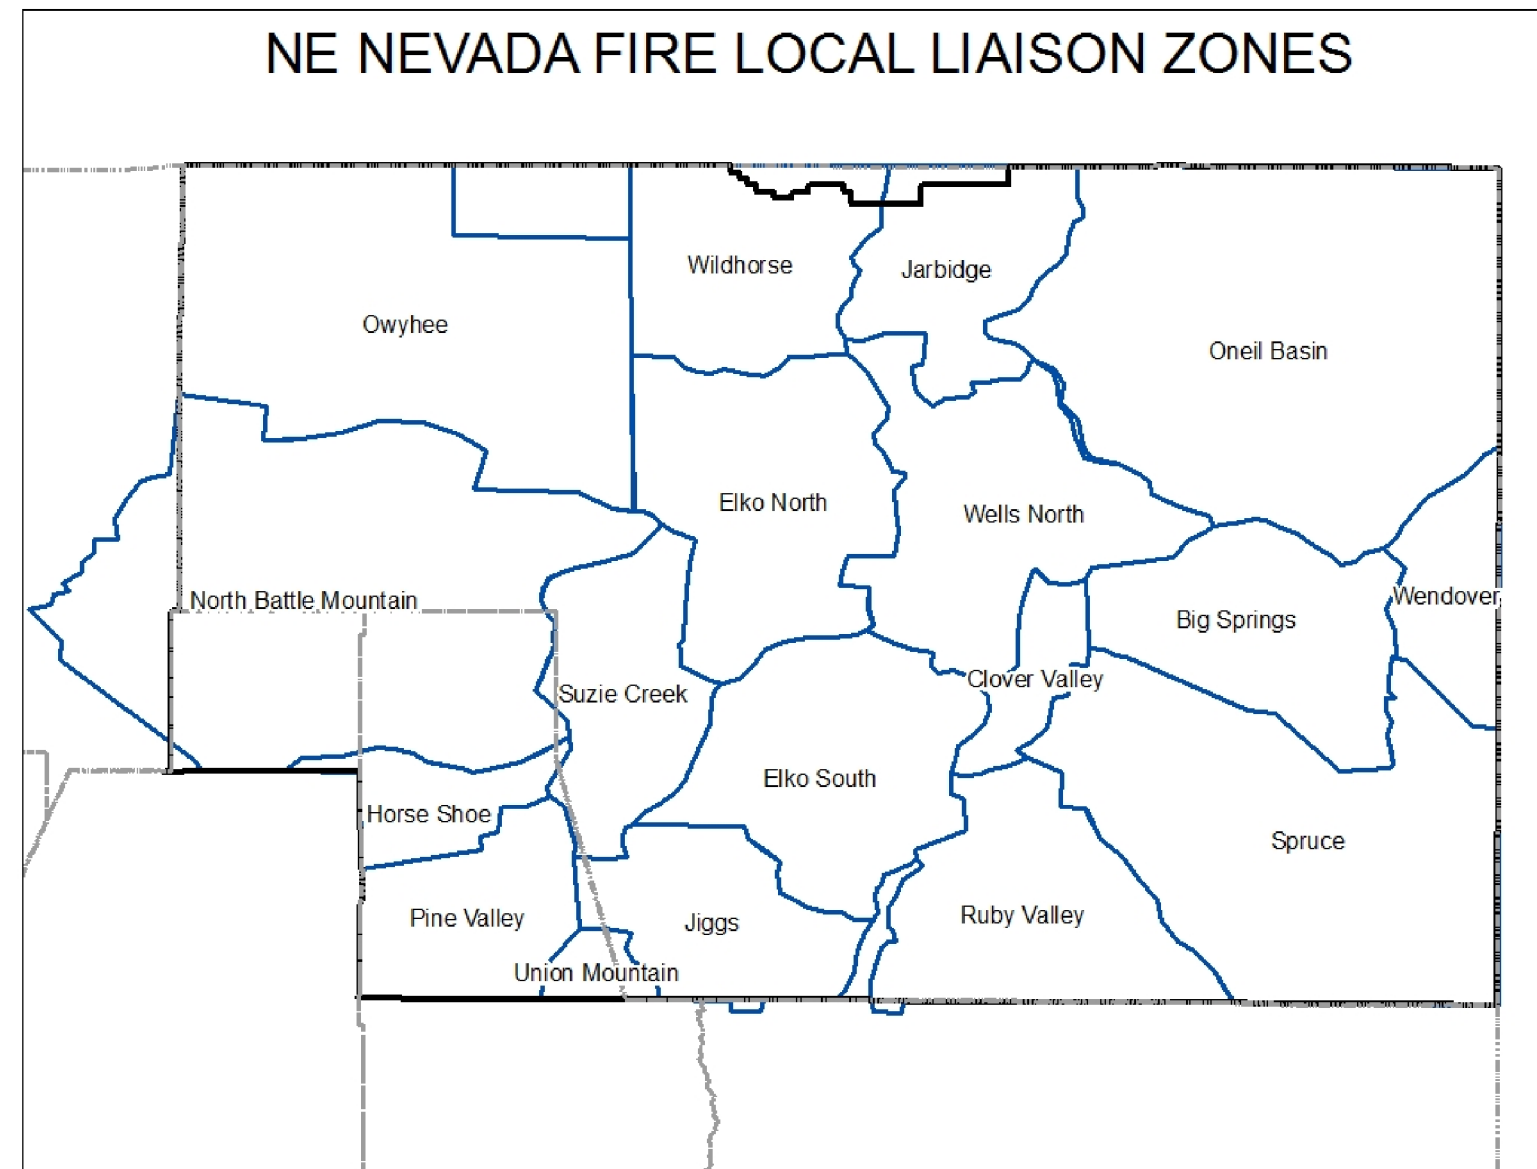 NE NEVADA FIRE LOCAL LIAISON ZONES
Wildhorse
Jarbidge
Owyhee
Oneil Basin
Elko North
Wells North
North Battle Mountain
Wendover
Big Springs
Clover Valley
Suzie Creek
Elko South
Horse Shoe
Spruce
Pine Valley
Jiggs
Ruby Valley
Union Mountain